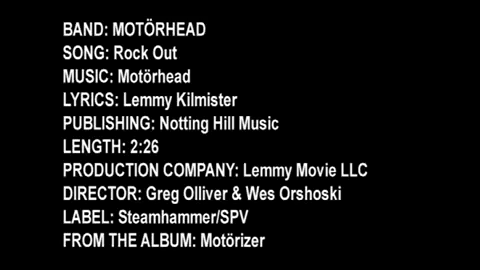 BAND: MOTÖRHEAD
SONG: Rock Out
MUSIC: Motörhead
LYRICS: Lemmy Kilmister
PUBLISHING: Notting Hill Music
LENGTH: 2:26
PRODUCTION COMPANY: Lemmy Movie LLC
DIRECTOR: Greg Olliver & Wes Orshoski
LABEL: Steamhammer/SPV
FROM THE ALBUM: Motörizer